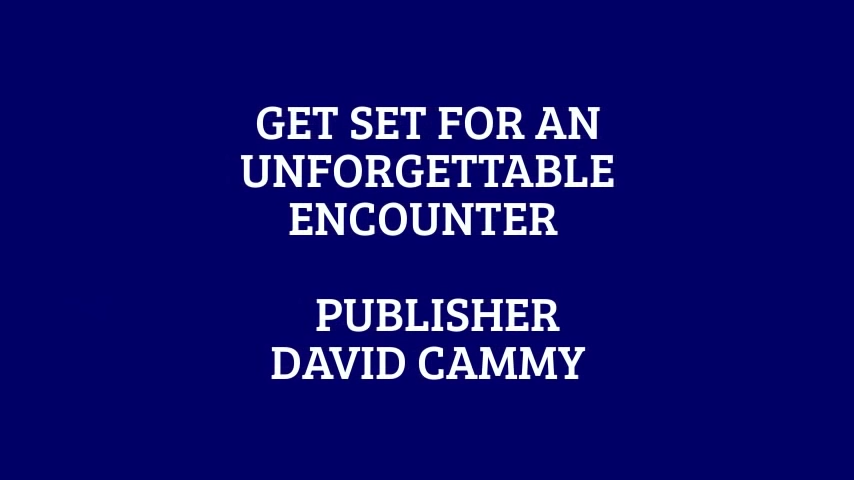 GET SET FOR AN
UNFORGETTABLE
ENCOUNTER
PUBLISHER
DAVID CAMMY